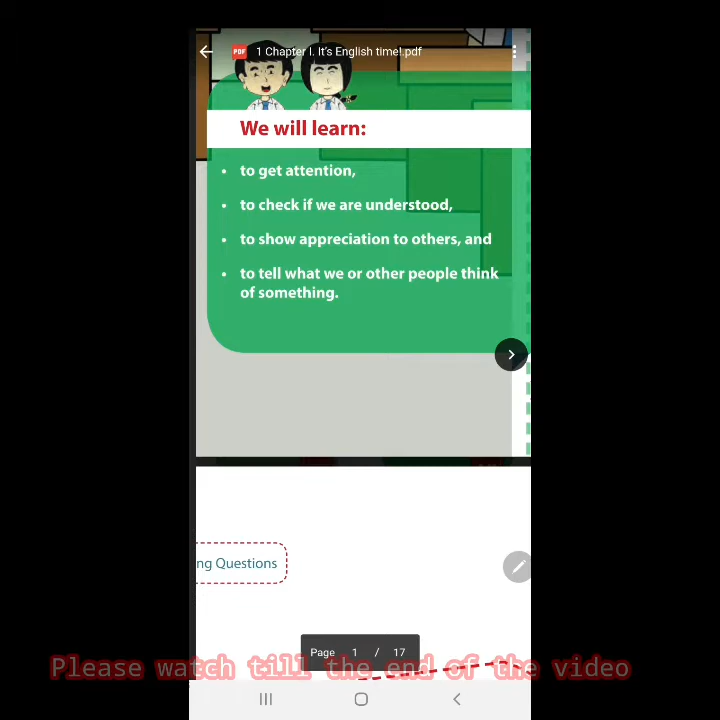 PDF 1 Chapter I. It's English time!.pdf
We will learn:
• to get attention,
• to check if we are understood,
• to show appreciation to others, and
• to tell what we or other people think
of something.
ng Questions
Page 1 / 17
Please watch till the end of the video